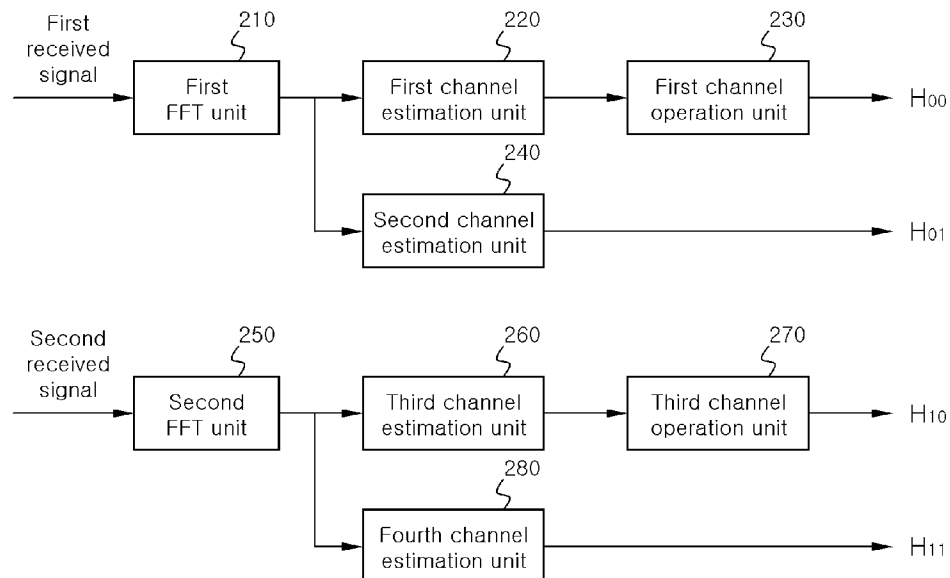 First
received
signal
210
220
230
First
FFT unit
First channel
estimation unit
First channel
operation unit
H00
240
Second channel
estimation unit
H01
Second
received
signal
250
260
270
Second
FFT unit
Third channel
estimation unit
Third channel
operation unit
H10
280
Fourth channel
estimation unit
H11